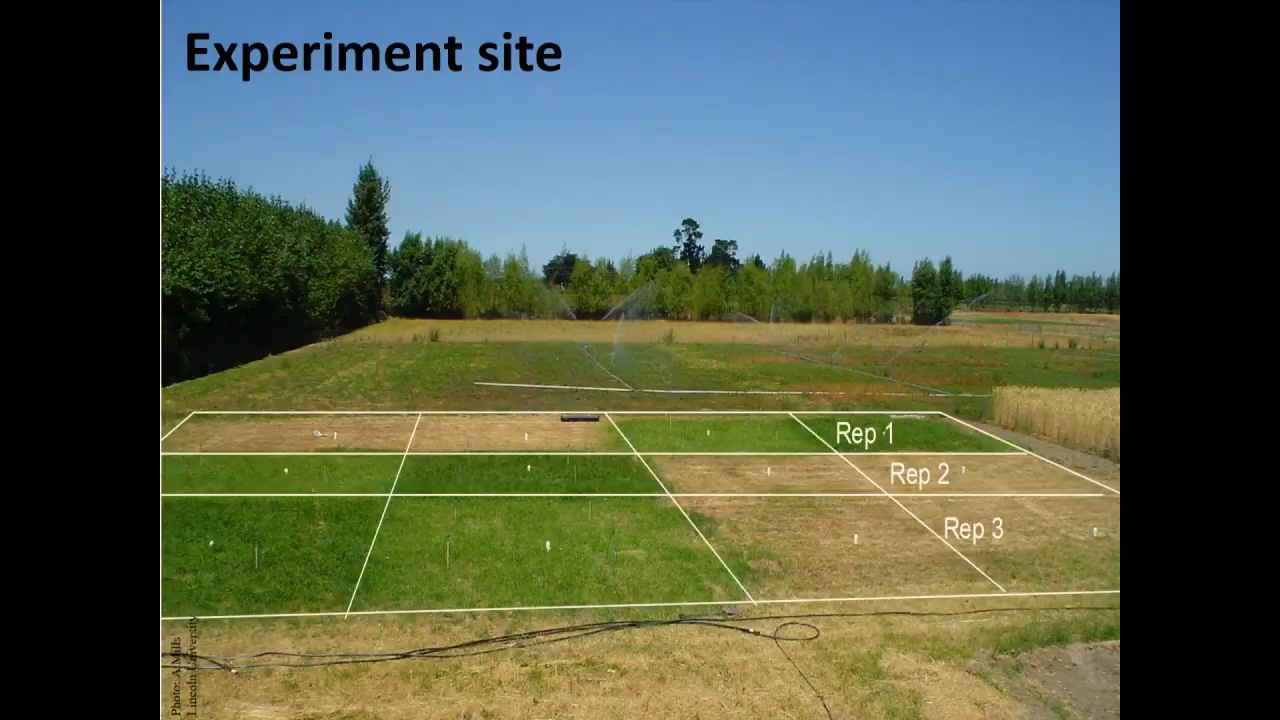 Experiment site
Rep 1
Rep 2
Rep 3
Photo: A Mills
Lincoln University